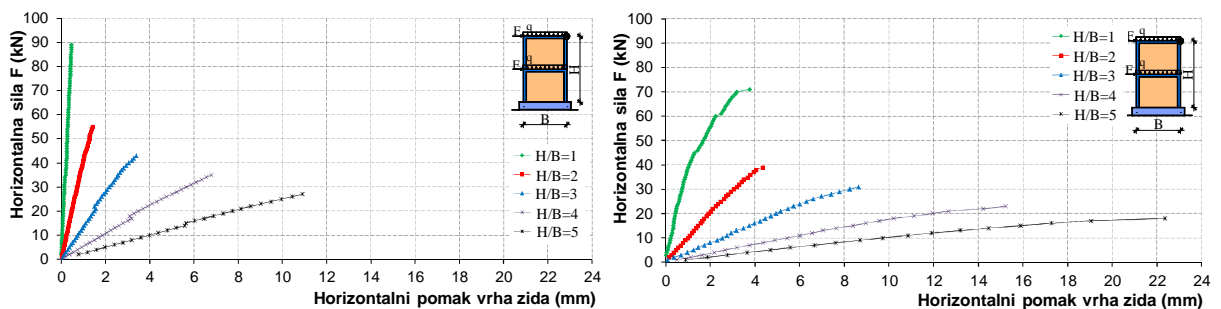 Horizontalna sila F (kN)
100
90
80
70
60
50
40
30
20
10
0
0 2 4 6 8 10 12 14 16 18 20 22 24
Horizontalni pomak vrha zida (mm)
F q
F q
H
B
H/B=1
H/B=2
H/B=3
H/B=4
H/B=5
Horizontalna sila F (kN)
100
90
80
70
60
50
40
30
20
10
0
0 2 4 6 8 10 12 14 16 18 20 22 24
Horizontalni pomak vrha zida (mm)
H/B=1
H/B=2
H/B=3
H/B=4
H/B=5
F q
F q
H
B